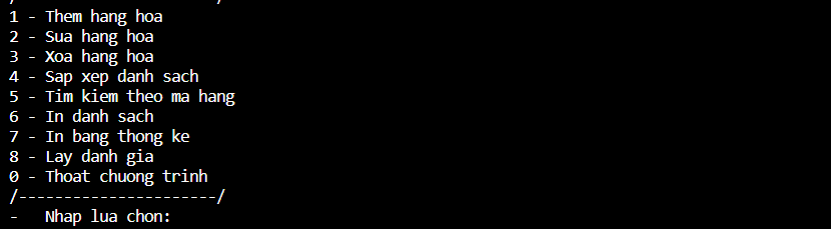 /----------------------/
1 - Them hang hoa
2 - Sua hang hoa
3 - Xoa hang hoa
4 - Sap xep danh sach
5 - Tim kiem theo ma hang
6 - In danh sach
7 - In bang thong ke
8 - Lay danh gia
0 - Thoat chuong trinh
/----------------------/
-   Nhap lua chon: